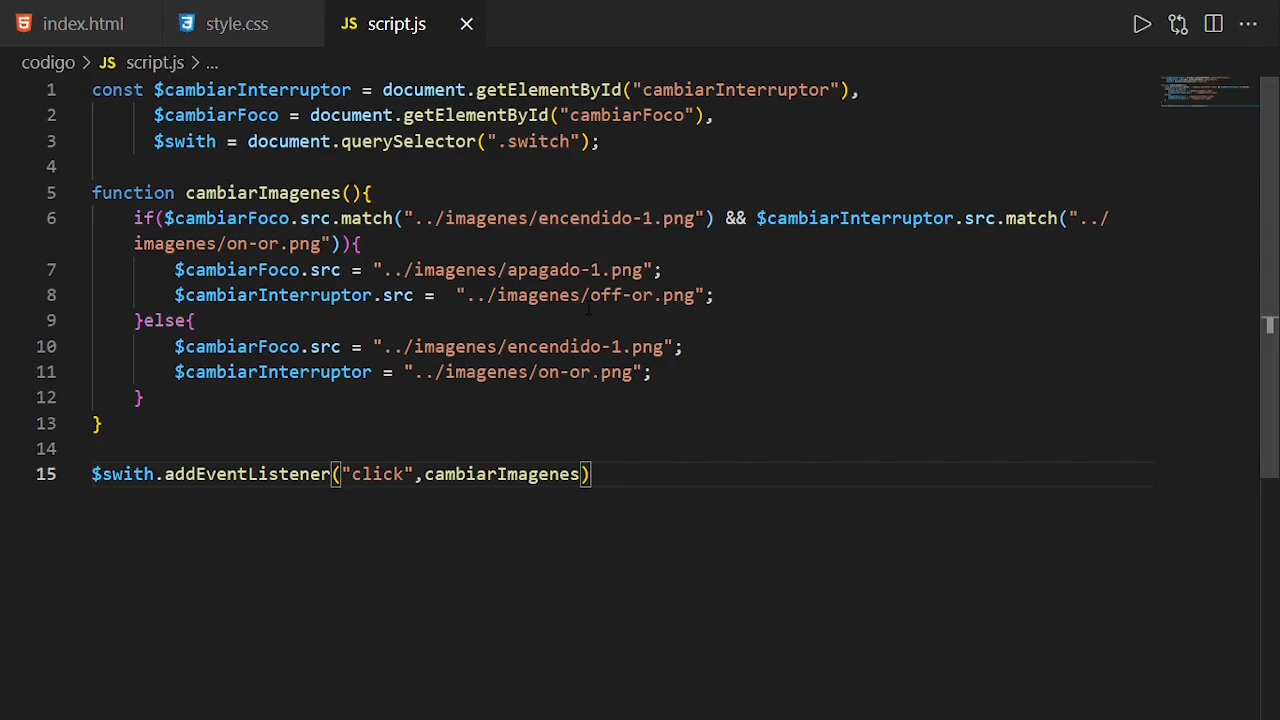 index.html
style.css
JS script.js
codigo > JS script.js > ...
1 const $cambiarInterruptor = document.getElementById("cambiarInterruptor"),
2 $cambiarFoco = document.getElementById("cambiarFoco"),
3 $swith = document.querySelector(".switch");
4
5 function cambiarImagenes(){
6 if($cambiarFoco.src.match("../imagenes/encendido-1.png") && $cambiarInterruptor.src.match("../
imagenes/on-or.png")){
7 $cambiarFoco.src = "../imagenes/apagado-1.png";
8 $cambiarInterruptor.src =  "../imagenes/off-or.png";
9 }else{
10 $cambiarFoco.src = "../imagenes/encendido-1.png";
11 $cambiarInterruptor = "../imagenes/on-or.png";
12 }
13 }
14
15 $swith.addEventListener("click",cambiarImagenes)